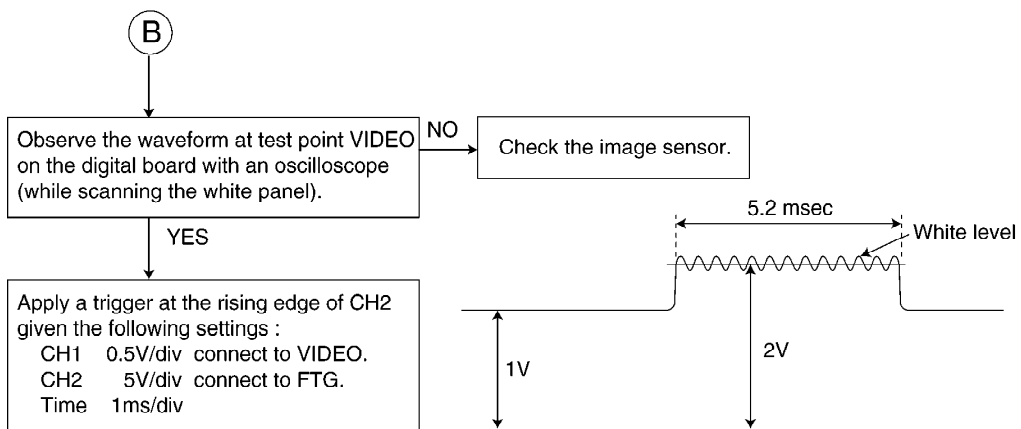 B
Observe the waveform at test point VIDEO
on the digital board with an oscilloscope
(while scanning the white panel).
NO
Check the image sensor.
YES
Apply a trigger at the rising edge of CH2
given the following settings :
CH1 0.5V/div connect to VIDEO.
CH2 5V/div connect to FTG.
Time 1ms/div
5.2 msec
White level
1V
2V